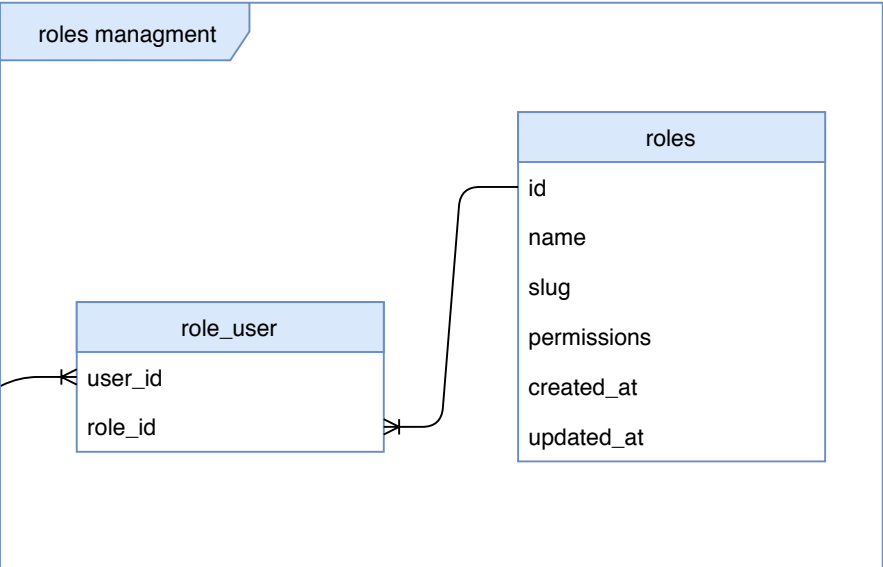 roles managment
roles
id
name
slug
permissions
created_at
updated_at
role_user
user_id
role_id